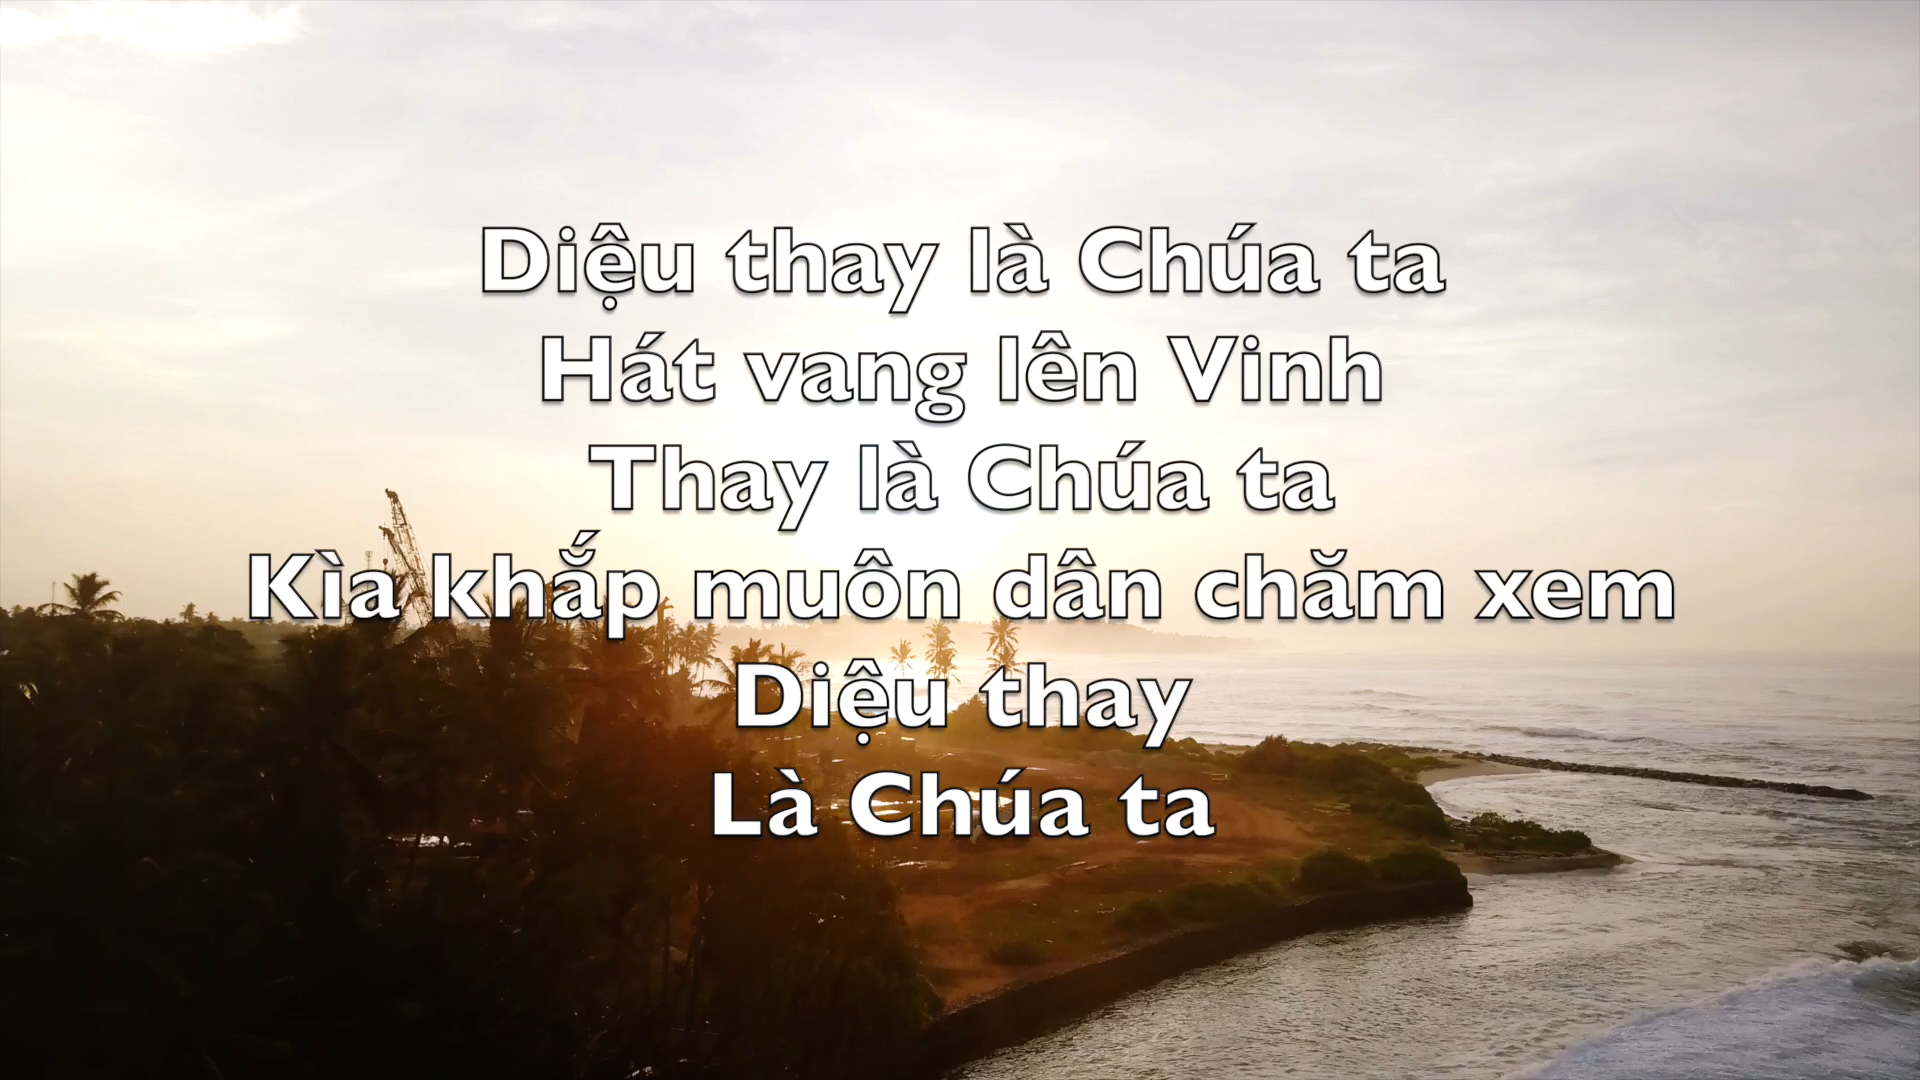 Diệu thay là Chúa ta
Hát vang lên Vinh
Thay là Chúa ta
Kìa khắp muôn dân chăm xem
Diệu thay
Là Chúa ta